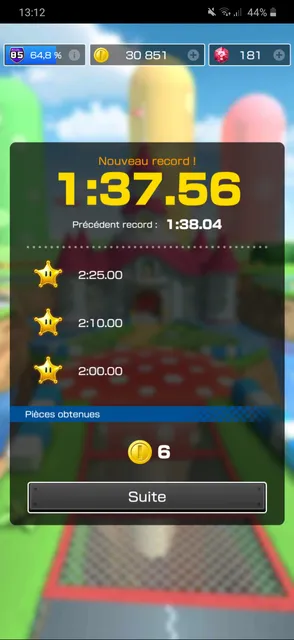 13:12
44%
85
64,8 %
i
30 851
+
181
+
Nouveau record !
1:37.56
Précédent record : 1:38.04
2:25.00
2:10.00
2:00.00
Pièces obtenues
6
Suite